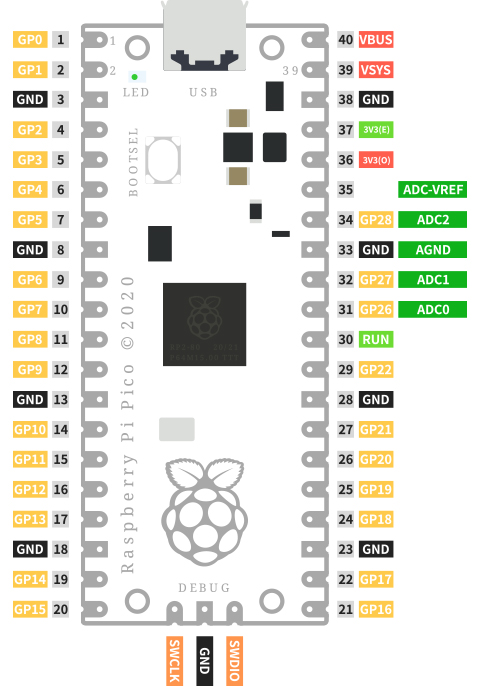 GP0 1 1 40 VBUS
GP1 2 2 39 39 VSYS
LED USB
GND 3 38 GND
GP2 4 37 3V3(E)
BOOTSEL
GP3 5 36 3V3(O)
GP4 6 35 ADC-VREF
GP5 7 34 GP28 ADC2
GND 8 33 GND AGND
GP6 9 32 GP27 ADC1
GP7 10 31 GP26 ADC0
GP8 11 30 RUN
GP9 12 29 GP22
GND 13 28 GND
GP10 14 27 GP21
GP11 15 26 GP20
GP12 16 25 GP19
GP13 17 24 GP18
GND 18 23 GND
GP14 19 22 GP17
GP15 20 21 GP16
Raspberry Pi Pico ©2020
DEBUG
SWCLK GND SWDIO